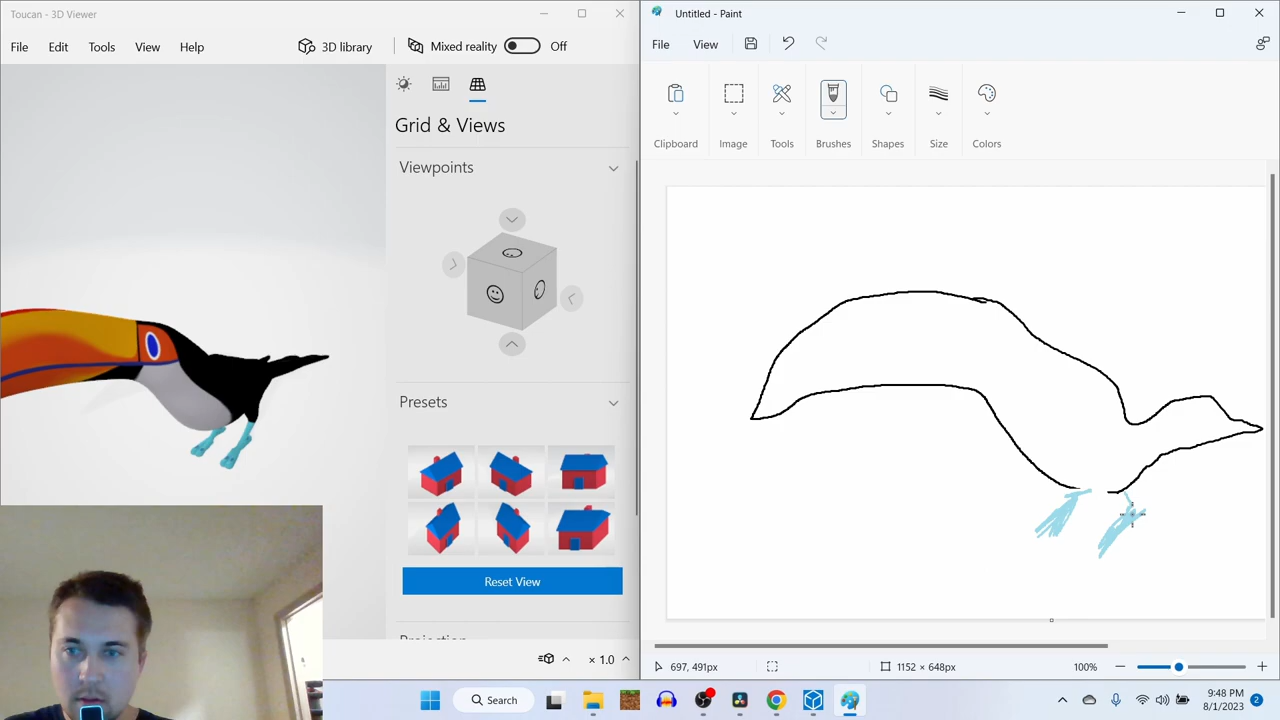 Toucan - 3D Viewer
File Edit Tools View Help 3D library Mixed reality Off
Grid & Views
Viewpoints
Presets
Reset View
× 1.0
Untitled - Paint
File View
Clipboard Image Tools Brushes Shapes Size Colors
697, 491px 1152 × 648px 100%
Search
9:48 PM
8/1/2023 2